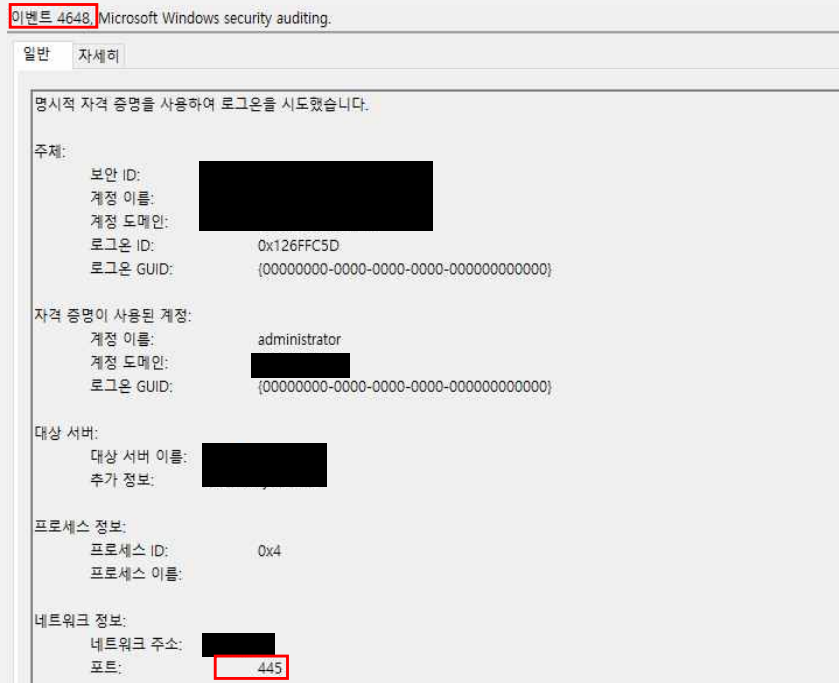 이벤트 4648, Microsoft Windows security auditing.
일반 자세히
명시적 자격 증명을 사용하여 로그온을 시도했습니다.
주체:
보안 ID:
계정 이름:
계정 도메인:
로그온 ID: 0x126FFC5D
로그온 GUID: {00000000-0000-0000-0000-000000000000}
자격 증명이 사용된 계정:
계정 이름: administrator
계정 도메인:
로그온 GUID: {00000000-0000-0000-0000-000000000000}
대상 서버:
대상 서버 이름:
추가 정보:
프로세스 정보:
프로세스 ID: 0x4
프로세스 이름:
네트워크 정보:
네트워크 주소:
포트: 445